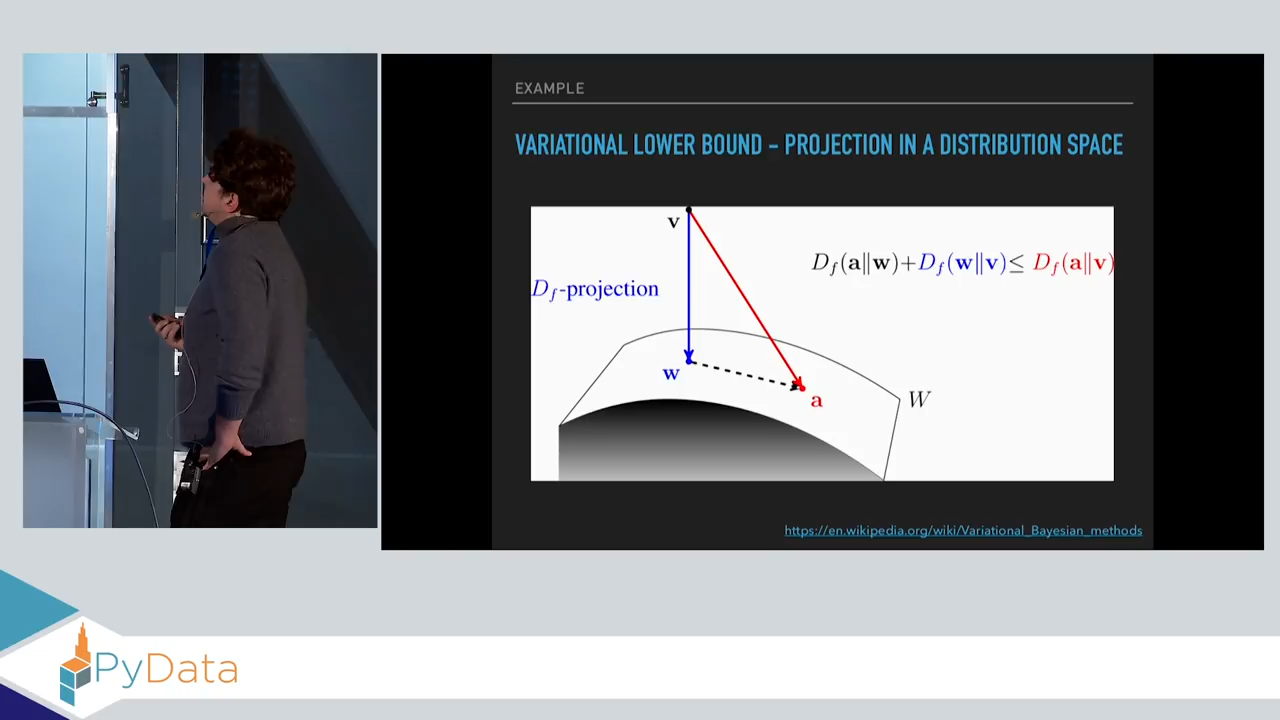 EXAMPLE
VARIATIONAL LOWER BOUND – PROJECTION IN A DISTRIBUTION SPACE
v
D_f(a‖w)+D_f(w‖v)≤ D_f(a‖v)
D_f-projection
w
a
W
https://en.wikipedia.org/wiki/Variational_Bayesian_methods
PyData